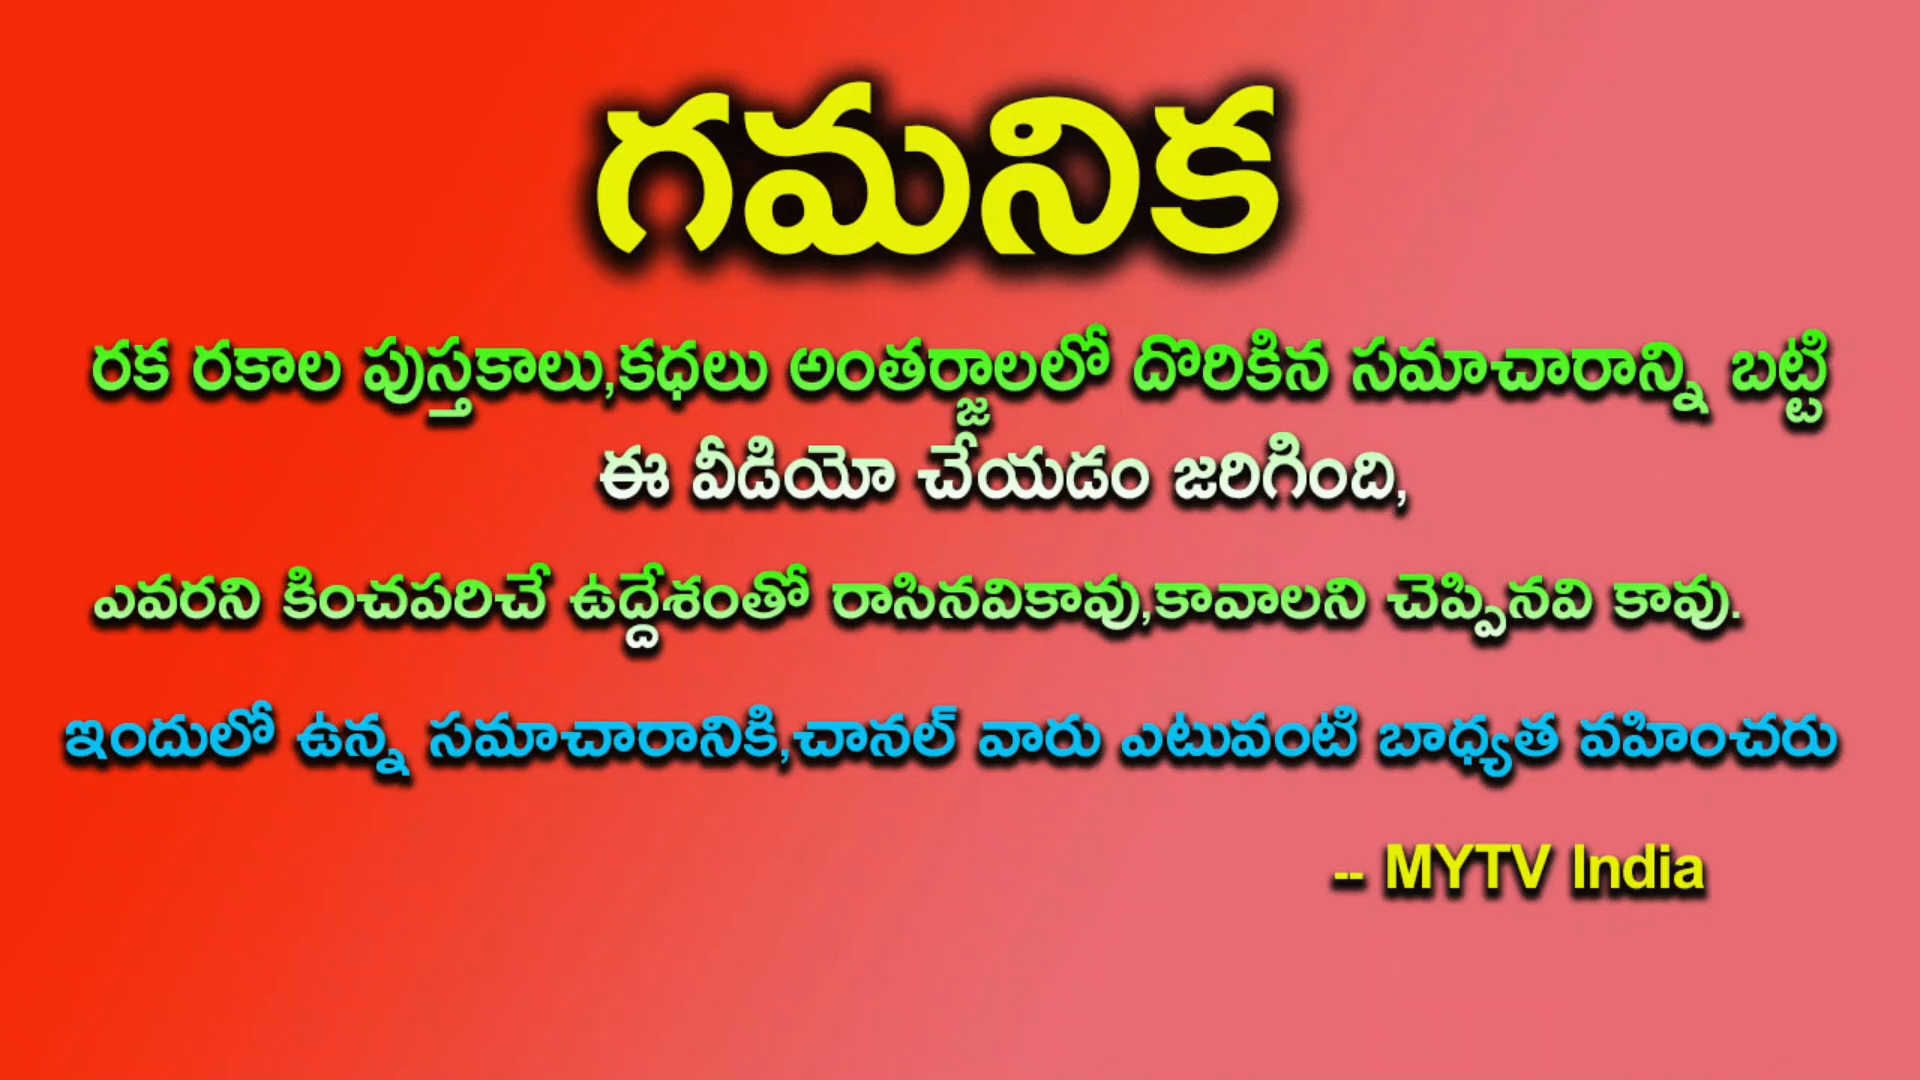 గమనిక
రక రకాల పుస్తకాలు,కధలు అంతర్జాలలో దొరికిన సమాచారాన్ని బట్టి
ఈ వీడియో చేయడం జరిగింది,
ఎవరని కించపరిచే ఉద్దేశంతో రాసినవికావు,కావాలని చెప్పినవి కావు.
ఇందులో ఉన్న సమాచారానికి,చానల్ వారు ఎటువంటి బాధ్యత వహించరు
-- MYTV India